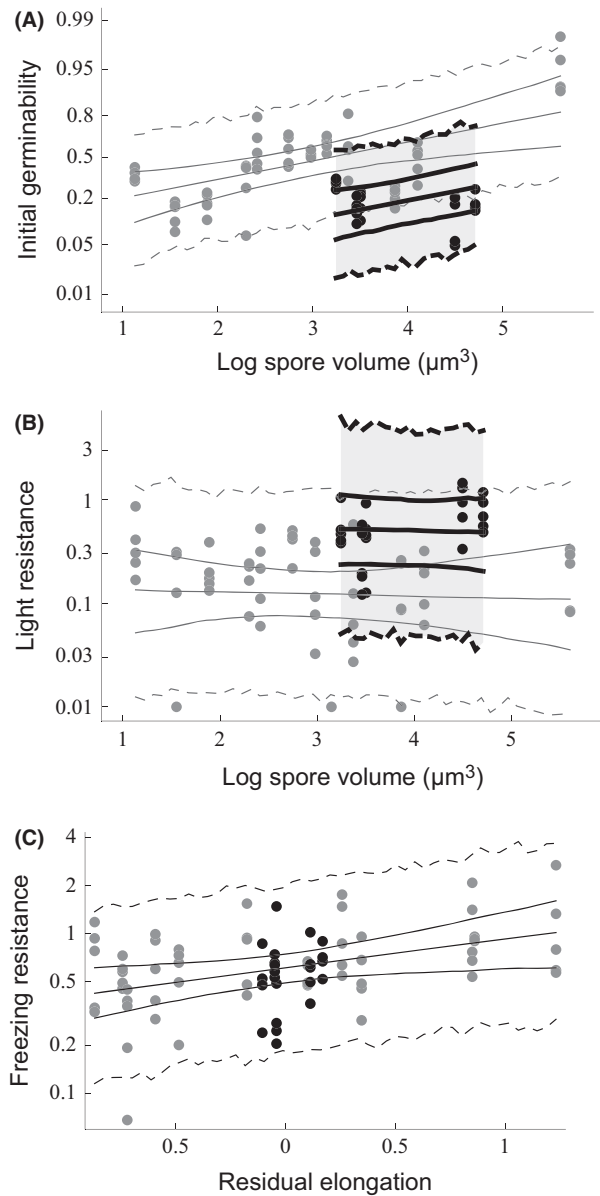 (A)
0.99
0.95
0.8
0.5
0.2
0.05
0.01
Initial germinability
1 2 3 4 5
Log spore volume (µm³)
(B)
3
1
0.3
0.1
0.03
0.01
Light resistance
1 2 3 4 5
Log spore volume (µm³)
(C)
4
2
1
0.5
0.2
0.1
Freezing resistance
0.5 0 0.5 1
Residual elongation